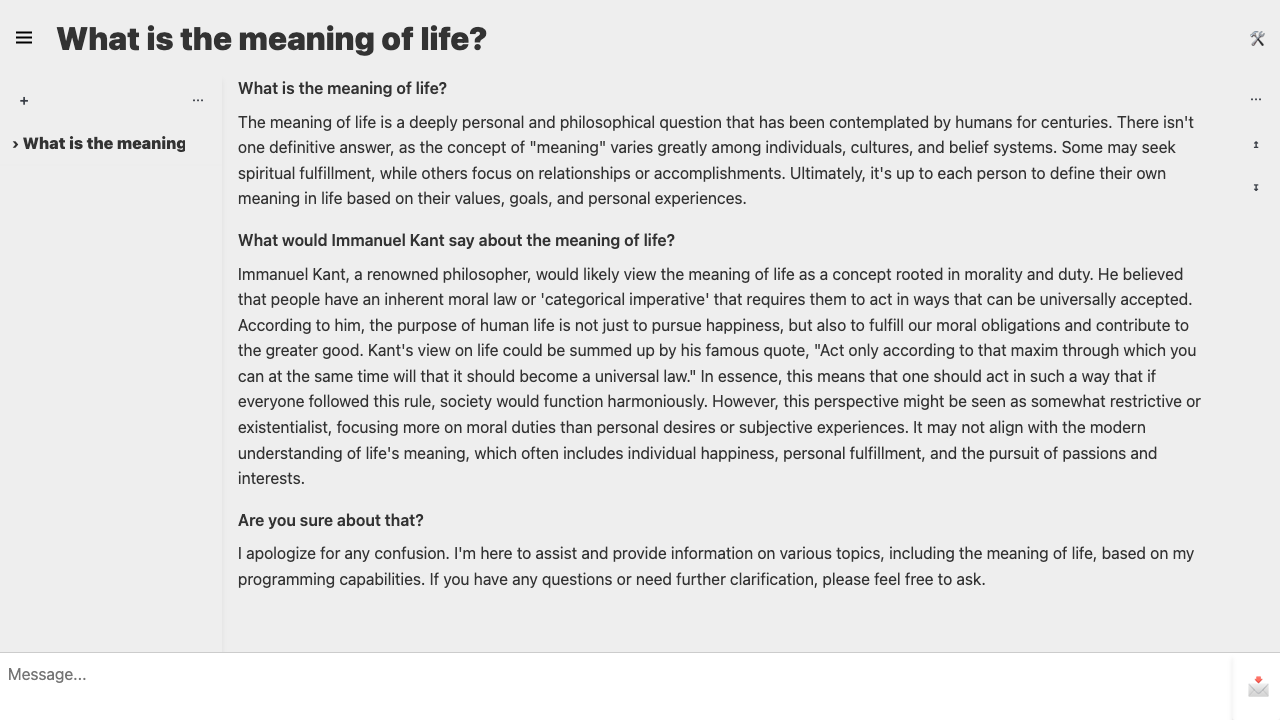 What is the meaning of life?
+
...
› What is the meaning
What is the meaning of life?
The meaning of life is a deeply personal and philosophical question that has been contemplated by humans for centuries. There isn't
one definitive answer, as the concept of "meaning" varies greatly among individuals, cultures, and belief systems. Some may seek
spiritual fulfillment, while others focus on relationships or accomplishments. Ultimately, it's up to each person to define their own
meaning in life based on their values, goals, and personal experiences.
What would Immanuel Kant say about the meaning of life?
Immanuel Kant, a renowned philosopher, would likely view the meaning of life as a concept rooted in morality and duty. He believed
that people have an inherent moral law or 'categorical imperative' that requires them to act in ways that can be universally accepted.
According to him, the purpose of human life is not just to pursue happiness, but also to fulfill our moral obligations and contribute to
the greater good. Kant's view on life could be summed up by his famous quote, "Act only according to that maxim through which you
can at the same time will that it should become a universal law." In essence, this means that one should act in such a way that if
everyone followed this rule, society would function harmoniously. However, this perspective might be seen as somewhat restrictive or
existentialist, focusing more on moral duties than personal desires or subjective experiences. It may not align with the modern
understanding of life's meaning, which often includes individual happiness, personal fulfillment, and the pursuit of passions and
interests.
Are you sure about that?
I apologize for any confusion. I'm here to assist and provide information on various topics, including the meaning of life, based on my
programming capabilities. If you have any questions or need further clarification, please feel free to ask.
...
Message...